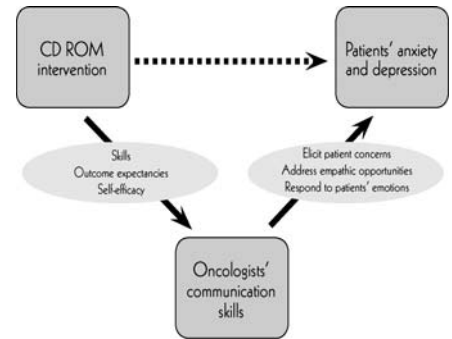 CD ROM
intervention
Patients' anxiety
and depression
Skills
Outcome expectancies
Self-efficacy
Elicit patient concerns
Address empathic opportunities
Respond to patients' emotions
Oncologists'
communication
skills